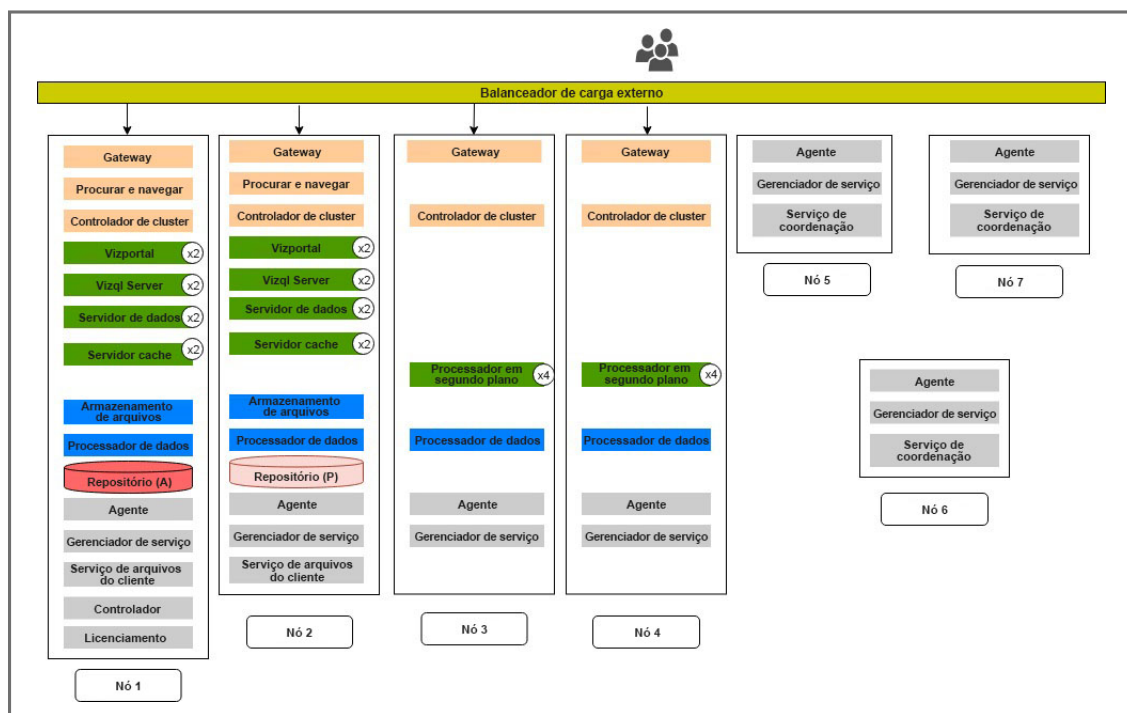 Balanceador de carga externo
Gateway
Procurar e navegar
Controlador de cluster
Vizportal
x2
Vizql Server
x2
Servidor de dados
x2
Servidor cache
x2
Armazenamento
de arquivos
Processador de dados
Repositório (A)
Agente
Gerenciador de serviço
Serviço de arquivos
do cliente
Controlador
Licenciamento
Nó 1
Gateway
Procurar e navegar
Controlador de cluster
Vizportal
x2
Vizql Server
x2
Servidor de dados
x2
Servidor cache
x2
Armazenamento
de arquivos
Processador de dados
Repositório (P)
Agente
Gerenciador de serviço
Serviço de arquivos
do cliente
Nó 2
Gateway
Controlador de cluster
Processador em
segundo plano
x4
Processador de dados
Agente
Gerenciador de serviço
Nó 3
Gateway
Controlador de cluster
Processador em
segundo plano
x4
Processador de dados
Agente
Gerenciador de serviço
Nó 4
Agente
Gerenciador de serviço
Serviço de
coordenação
Nó 5
Agente
Gerenciador de serviço
Serviço de
coordenação
Nó 7
Agente
Gerenciador de serviço
Serviço de
coordenação
Nó 6